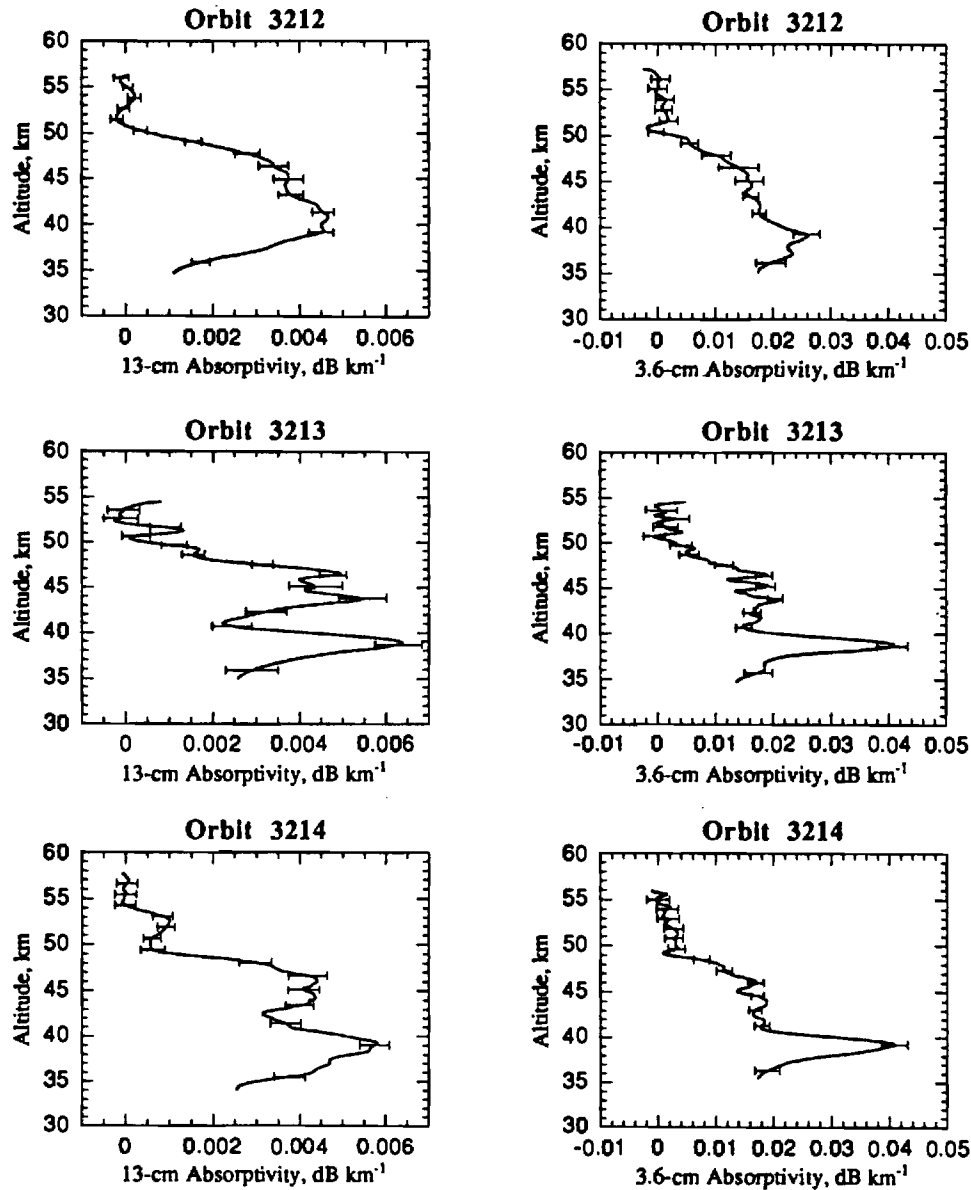 Orbit 3212
Altitude, km
60
55
50
45
40
35
30
0 0.002 0.004 0.006
13-cm Absorptivity, dB km-1
Orbit 3212
Altitude, km
60
55
50
45
40
35
30
-0.01 0 0.01 0.02 0.03 0.04 0.05
3.6-cm Absorptivity, dB km-1
Orbit 3213
Altitude, km
60
55
50
45
40
35
30
0 0.002 0.004 0.006
13-cm Absorptivity, dB km-1
Orbit 3213
Altitude, km
60
55
50
45
40
35
30
-0.01 0 0.01 0.02 0.03 0.04 0.05
3.6-cm Absorptivity, dB km-1
Orbit 3214
Altitude, km
60
55
50
45
40
35
30
0 0.002 0.004 0.006
13-cm Absorptivity, dB km-1
Orbit 3214
Altitude, km
60
55
50
45
40
35
30
-0.01 0 0.01 0.02 0.03 0.04 0.05
3.6-cm Absorptivity, dB km-1